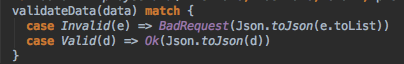 validateData(data) match {
  case Invalid(e) => BadRequest(Json.toJson(e.toList))
  case Valid(d) => Ok(Json.toJson(d))
}